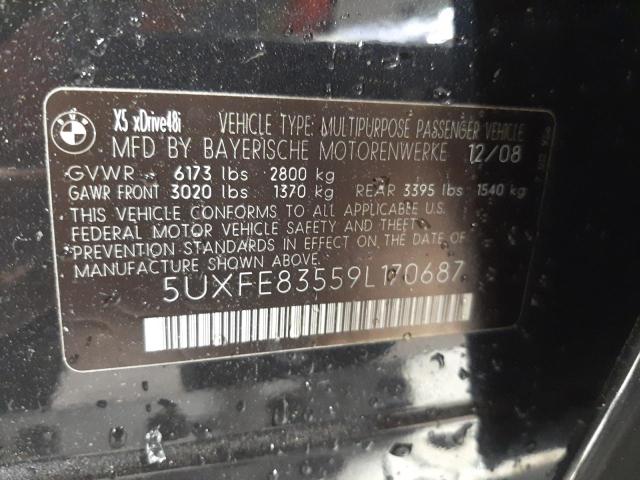 BMW
X5 xDrive48i VEHICLE TYPE: MULTIPURPOSE PASSENGER VEHICLE
MFD BY BAYERISCHE MOTORENWERKE 12/08
GVWR 6173 lbs 2800 kg
GAWR FRONT 3020 lbs 1370 kg REAR 3395 lbs 1540 kg
THIS VEHICLE CONFORMS TO ALL APPLICABLE U.S.
FEDERAL MOTOR VEHICLE SAFETY AND THEFT
PREVENTION STANDARDS IN EFFECT ON THE DATE OF
MANUFACTURE SHOWN ABOVE.
5UXFE83559L170687